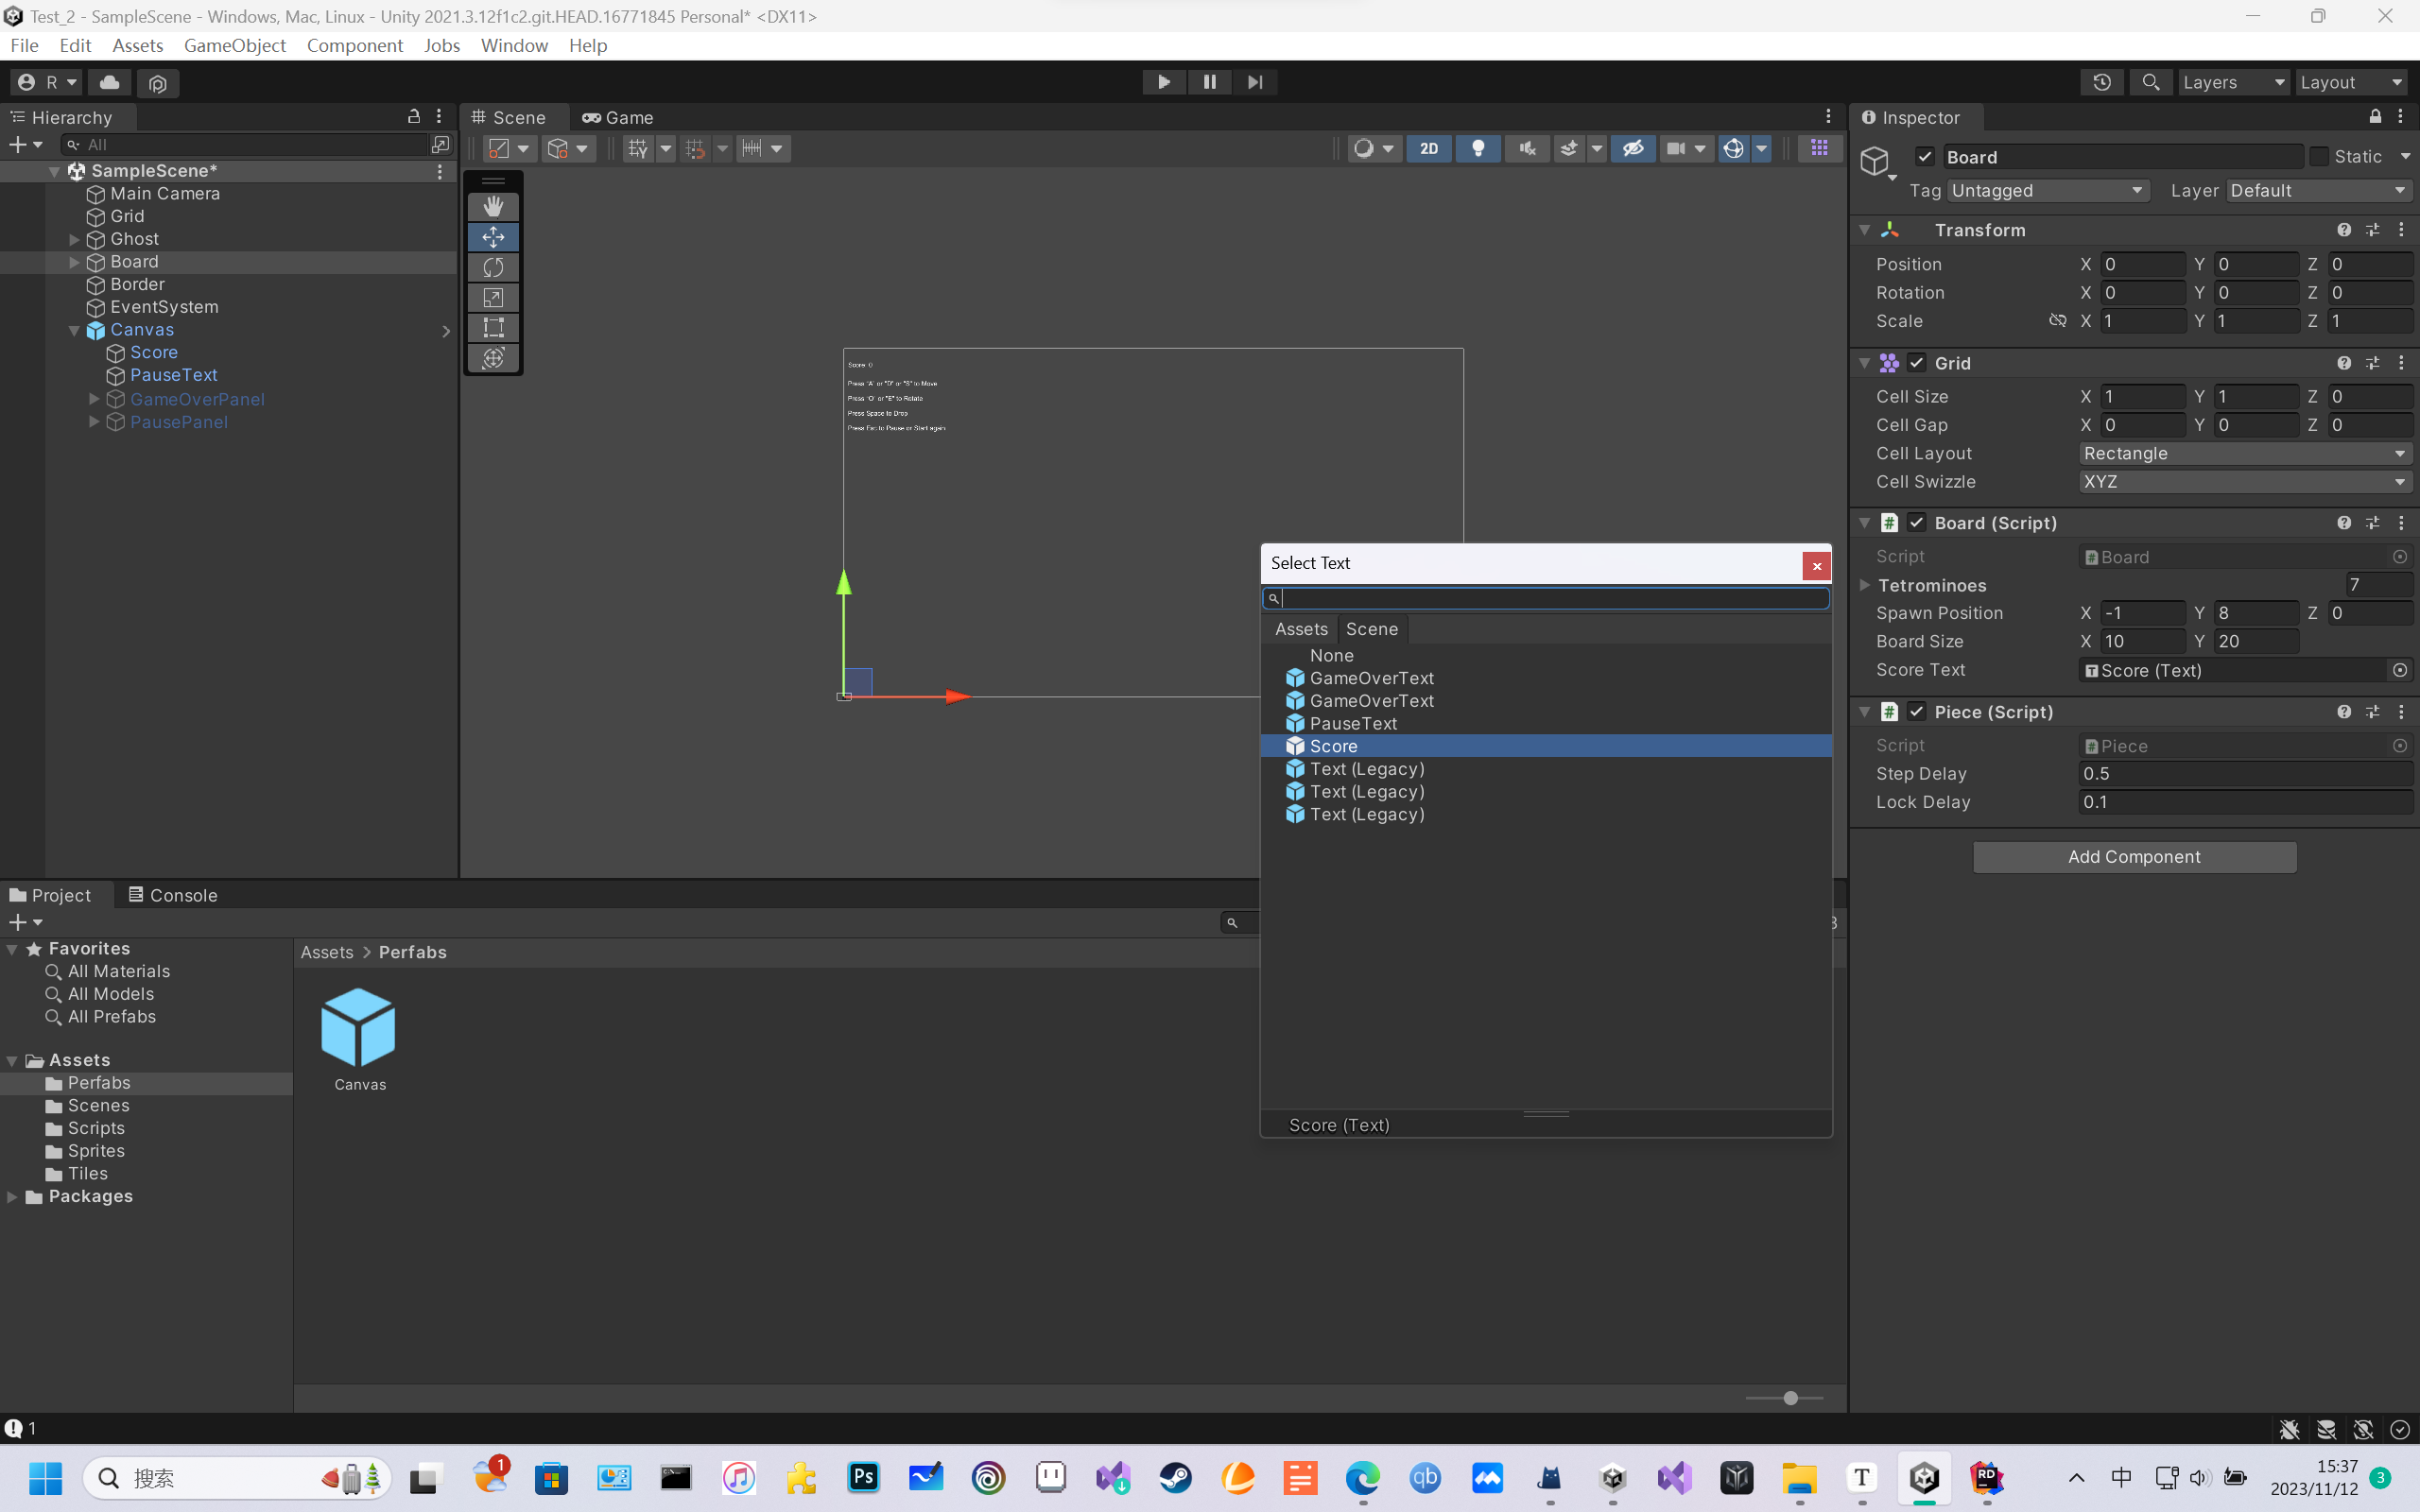 Test_2 - SampleScene - Windows, Mac, Linux - Unity 2021.3.12f1c2.git.HEAD.16771845 Personal* <DX11>
File Edit Assets GameObject Component Jobs Window Help
R Layers Layout
Hierarchy
All
SampleScene*
Main Camera
Grid
Ghost
Board
Border
EventSystem
Canvas
Score
PauseText
GameOverPanel
PausePanel
Scene Game
2D
Score 0
Press "A" or "D" or "S" to Move
Press "Q" or "E" to Rotate
Press Space to Drop
Press Esc to Pause or Start again
Select Text
Assets Scene
None
GameOverText
GameOverText
PauseText
Score
Text (Legacy)
Text (Legacy)
Text (Legacy)
Score (Text)
Inspector
Board Static
Tag Untagged Layer Default
Transform
Position X 0 Y 0 Z 0
Rotation X 0 Y 0 Z 0
Scale X 1 Y 1 Z 1
Grid
Cell Size X 1 Y 1 Z 0
Cell Gap X 0 Y 0 Z 0
Cell Layout Rectangle
Cell Swizzle XYZ
Board (Script)
Script Board
Tetrominoes 7
Spawn Position X -1 Y 8 Z 0
Board Size X 10 Y 20
Score Text Score (Text)
Piece (Script)
Script Piece
Step Delay 0.5
Lock Delay 0.1
Add Component
Project Console
Favorites
All Materials
All Models
All Prefabs
Assets
Perfabs
Scenes
Scripts
Sprites
Tiles
Packages
Assets > Perfabs
Canvas
1
搜索
1
Ps
qb
T
RD
中
15:37
2023/11/12
3